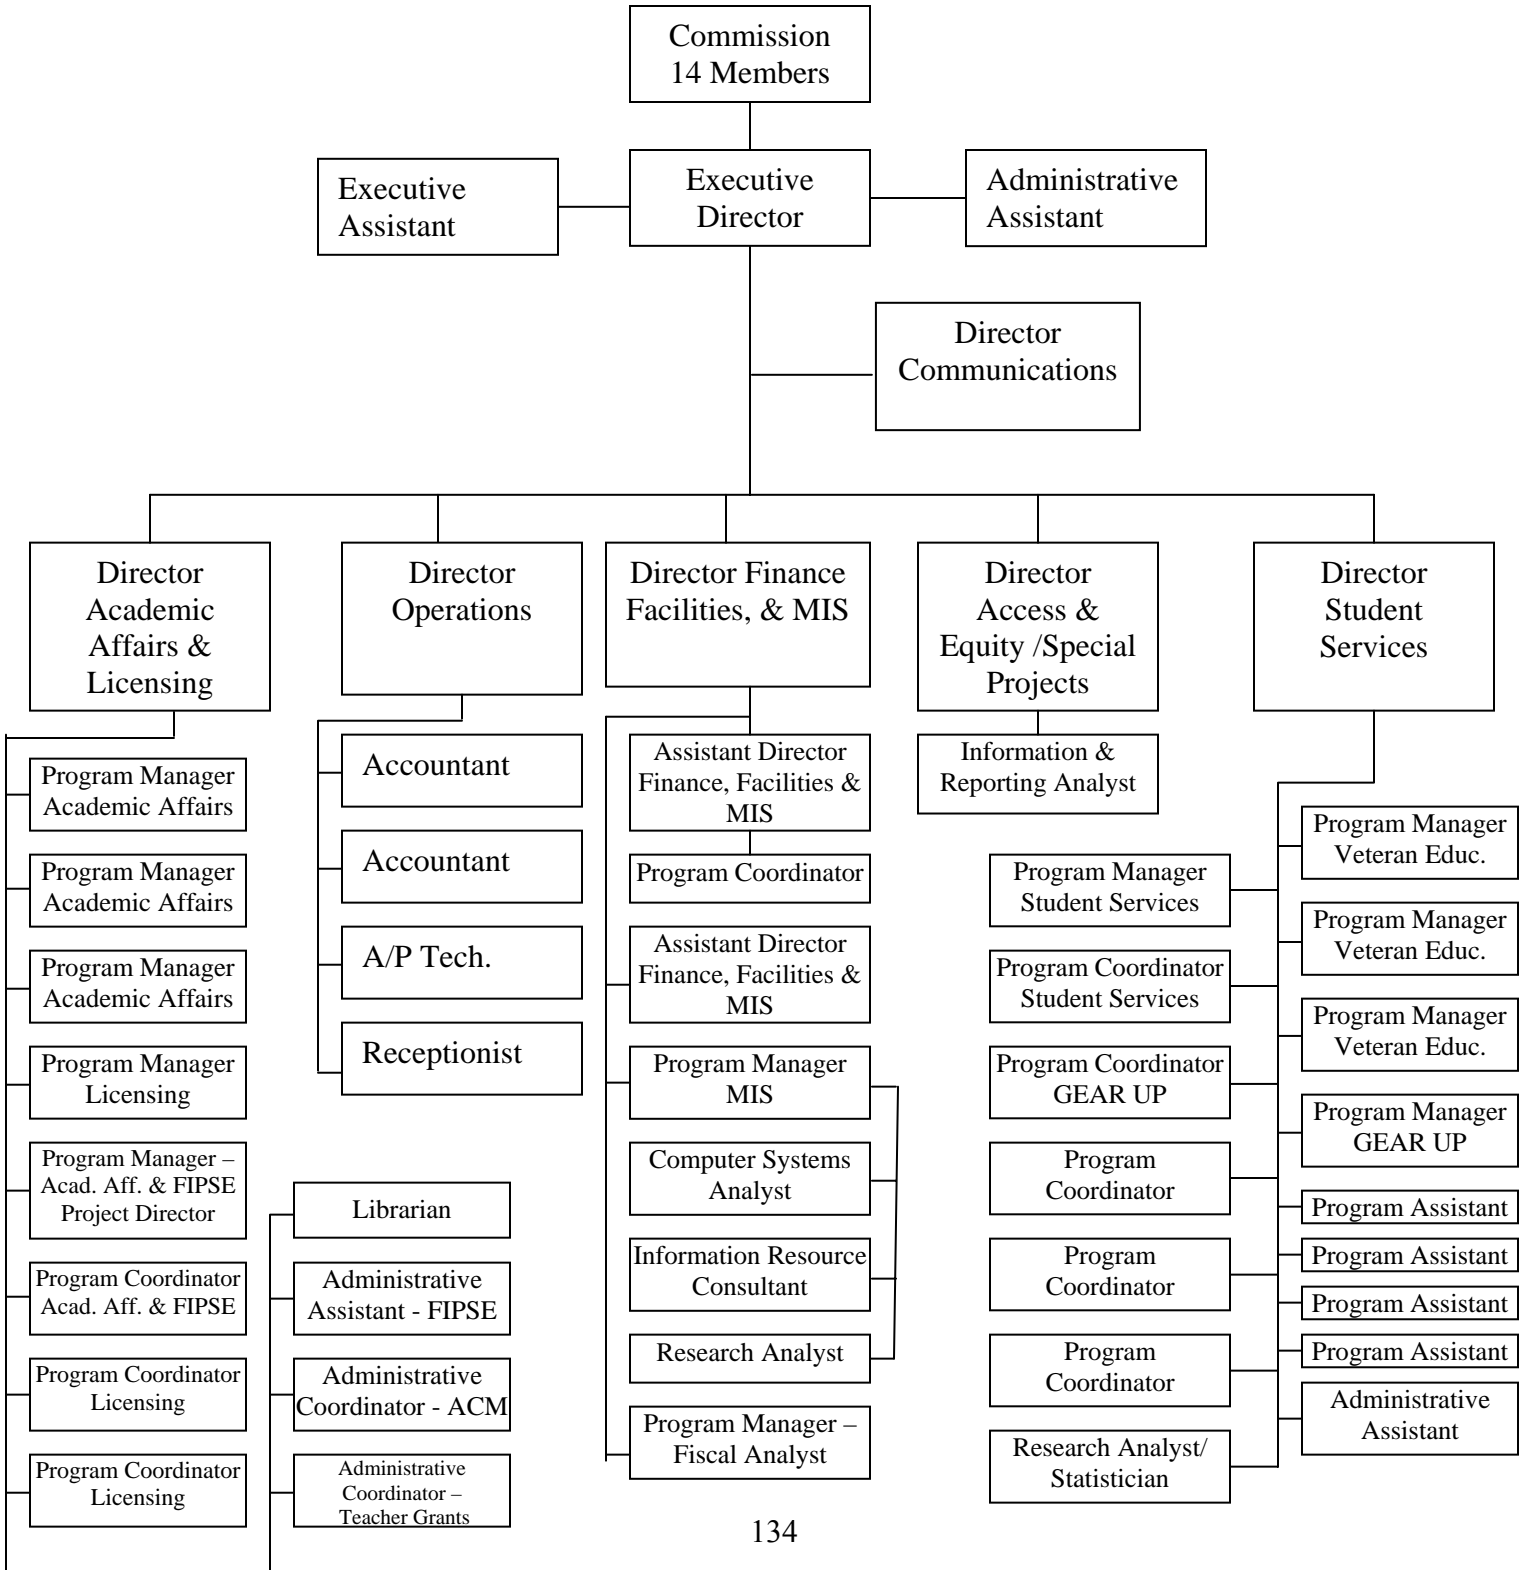 Commission
14 Members
Executive
Assistant
Executive
Director
Administrative
Assistant
Director
Communications
Director
Academic
Affairs &
Licensing
Director
Operations
Director Finance
Facilities, & MIS
Director
Access &
Equity /Special
Projects
Director
Student
Services
Program Manager
Academic Affairs
Program Manager
Academic Affairs
Program Manager
Academic Affairs
Program Manager
Licensing
Program Manager –
Acad. Aff. & FIPSE
Project Director
Program Coordinator
Acad. Aff. & FIPSE
Program Coordinator
Licensing
Program Coordinator
Licensing
Librarian
Administrative
Assistant - FIPSE
Administrative
Coordinator - ACM
Administrative
Coordinator –
Teacher Grants
Accountant
Accountant
A/P Tech.
Receptionist
Assistant Director
Finance, Facilities &
MIS
Program Coordinator
Assistant Director
Finance, Facilities &
MIS
Program Manager
MIS
Computer Systems
Analyst
Information Resource
Consultant
Research Analyst
Program Manager –
Fiscal Analyst
Information &
Reporting Analyst
Program Manager
Student Services
Program Coordinator
Student Services
Program Coordinator
GEAR UP
Program
Coordinator
Program
Coordinator
Program
Coordinator
Research Analyst/
Statistician
Program Manager
Veteran Educ.
Program Manager
Veteran Educ.
Program Manager
Veteran Educ.
Program Manager
GEAR UP
Program Assistant
Program Assistant
Program Assistant
Program Assistant
Administrative
Assistant
134